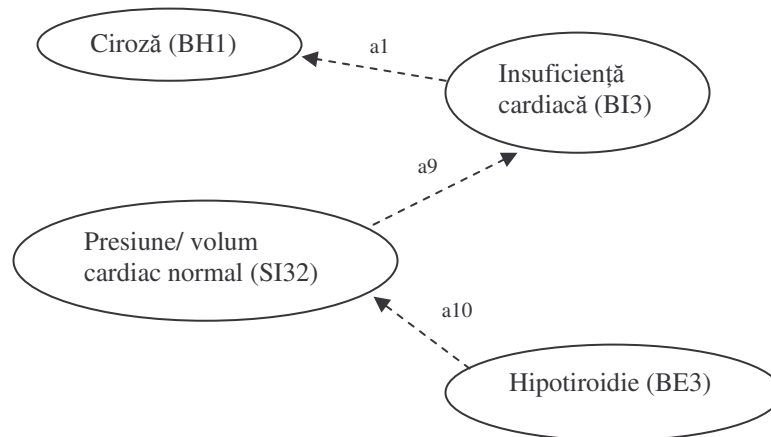 Ciroză (BH1)
a1
Insuficiență
cardiacă (BI3)
a9
Presiune/ volum
cardiac normal (SI32)
a10
Hipotiroidie (BE3)